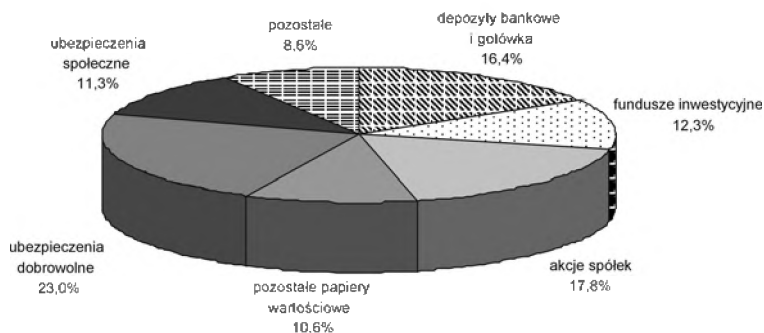 pozostałe
8,6%
depozyty bankowe
i gotówka
16,4%
fundusze inwestycyjne
12,3%
akcje spółek
17,8%
pozostałe papiery
wartościowe
10,6%
ubezpieczenia
dobrowolne
23,0%
ubezpieczenia
społeczne
11,3%